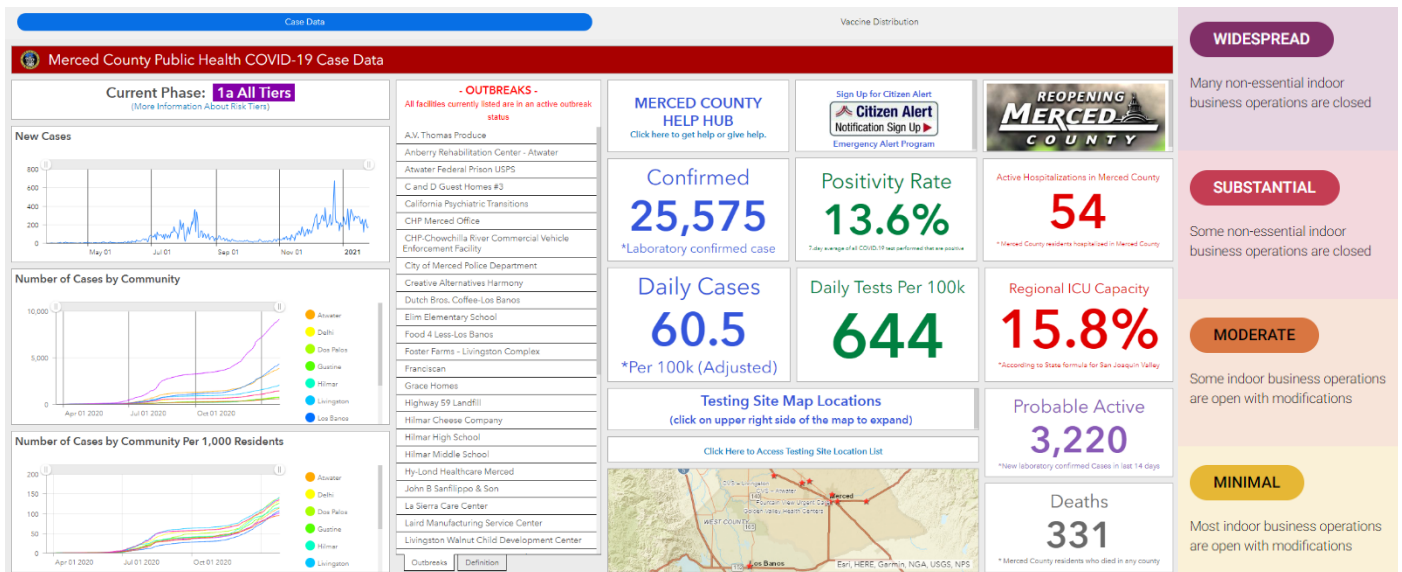 Case Data
Vaccine Distribution
Merced County Public Health COVID-19 Case Data
Current Phase: 1a All Tiers
(More Information About Risk Tiers)
New Cases
800
600
400
200
0
May 01
Jul 01
Sep 01
Nov 01
2021
Number of Cases by Community
10,000
5,000
0
Apr 01 2020
Jul 01 2020
Oct 01 2020
Atwater
Delhi
Dos Palos
Gustine
Hilmar
Livingston
Los Banos
Number of Cases by Community Per 1,000 Residents
200
150
100
50
0
Apr 01 2020
Jul 01 2020
Oct 01 2020
Atwater
Delhi
Dos Palos
Gustine
Hilmar
Livingston
- OUTBREAKS -
All facilities currently listed are in an active outbreak
status
A.V. Thomas Produce
Anberry Rehabilitation Center - Atwater
Atwater Federal Prison USPS
C and D Guest Homes #3
California Psychiatric Transitions
CHP Merced Office
CHP-Chowchilla River Commercial Vehicle
Enforcement Facility
City of Merced Police Department
Creative Alternatives Harmony
Dutch Bros. Coffee-Los Banos
Elim Elementary School
Food 4 Less-Los Banos
Foster Farms - Livingston Complex
Franciscan
Grace Homes
Highway 59 Landfill
Hilmar Cheese Company
Hilmar High School
Hilmar Middle School
Hy-Lond Healthcare Merced
John B Sanfilippo & Son
La Sierra Care Center
Laird Manufacturing Service Center
Livingston Walnut Child Development Center
Outbreaks
Definition
MERCED COUNTY
HELP HUB
Click here to get help or give help.
Sign Up for Citizen Alert
Citizen Alert
Notification Sign Up
Emergency Alert Program
REOPENING
MERCED
COUNTY
Confirmed
25,575
*Laboratory confirmed case
Positivity Rate
13.6%
7-day average of all COVID-19 test performed that are positive
Active Hospitalizations in Merced County
54
* Merced County residents hospitalized in Merced County
Daily Cases
60.5
*Per 100k (Adjusted)
Daily Tests Per 100k
644
Regional ICU Capacity
15.8%
*According to State formula for San Joaquin Valley
Testing Site Map Locations
(click on upper right side of the map to expand)
Click Here to Access Testing Site Location List
Merced
Golden Valley Health Centers
WEST COUNTY
Los Banos
Esri, HERE, Garmin, NGA, USGS, NPS
Probable Active
3,220
*New laboratory confirmed Cases in last 14 days
Deaths
331
* Merced County residents who died in any county
WIDESPREAD
Many non-essential indoor
business operations are closed
SUBSTANTIAL
Some non-essential indoor
business operations are closed
MODERATE
Some indoor business operations
are open with modifications
MINIMAL
Most indoor business operations
are open with modifications